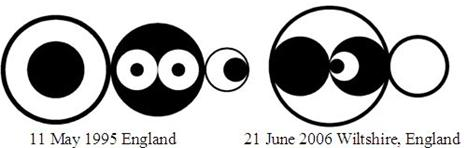 11 May 1995 England
21 June 2006 Wiltshire, England